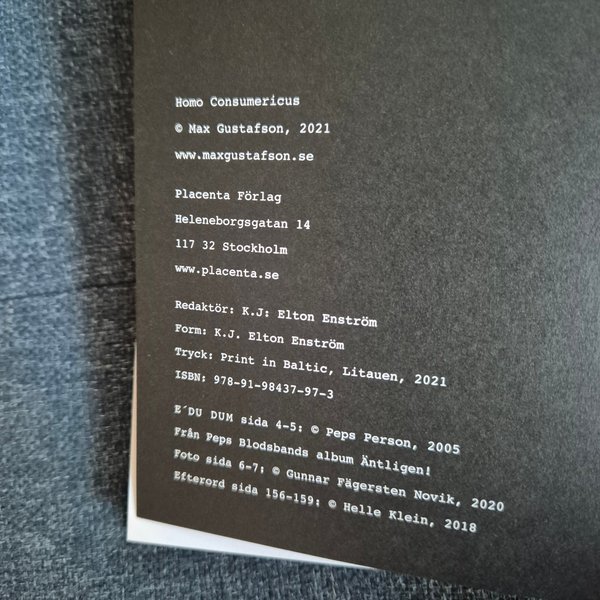 Homo Consumericus
© Max Gustafson, 2021
www.maxgustafson.se
Placenta Förlag
Heleneborgsgatan 14
117 32 Stockholm
www.placenta.se
Redaktör: K.J: Elton Enström
Form: K.J. Elton Enström
Tryck: Print in Baltic, Litauen, 2021
ISBN: 978-91-98437-97-3
E´DU DUM sida 4-5: © Peps Person, 2005
Från Peps Blodsbands album Äntligen!
Foto sida 6-7: © Gunnar Fägersten Novik, 2020
Efterord sida 156-159: © Helle Klein, 2018